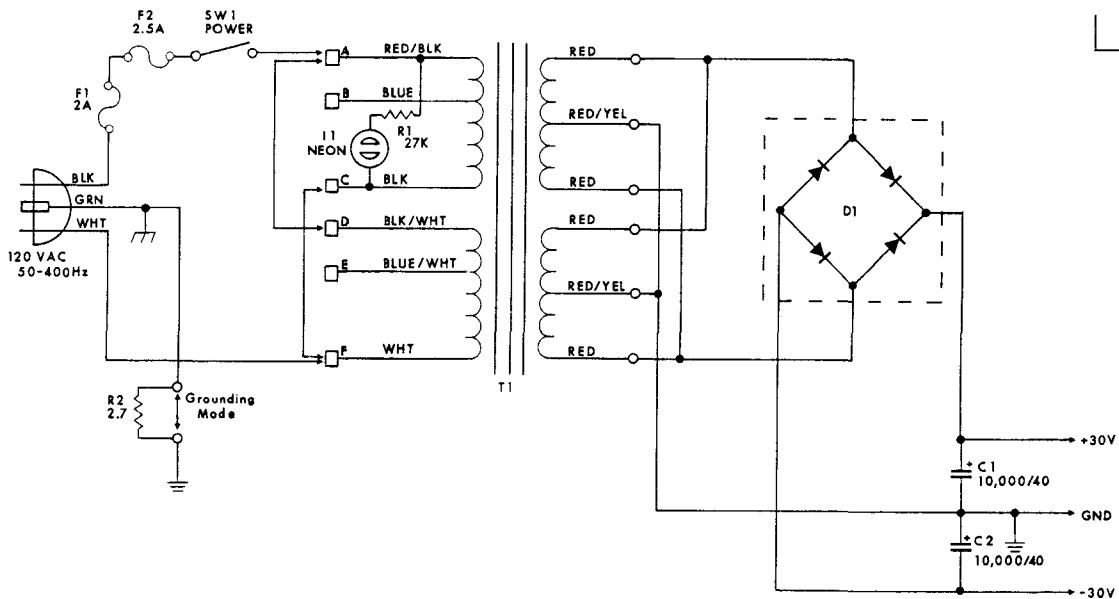 F2
2.5A
SW1
POWER
F1
2A
BLK
GRN
WHT
120 VAC
50-400Hz
R2
2.7
Grounding
Mode
A
RED/BLK
B
BLUE
R1
27K
I1
NEON
C
BLK
D
BLK/WHT
E
BLUE/WHT
F
WHT
T1
RED
RED/YEL
RED
RED
RED/YEL
RED
D1
+30V
+
C1
10,000/40
GND
+
C2
10,000/40
-30V